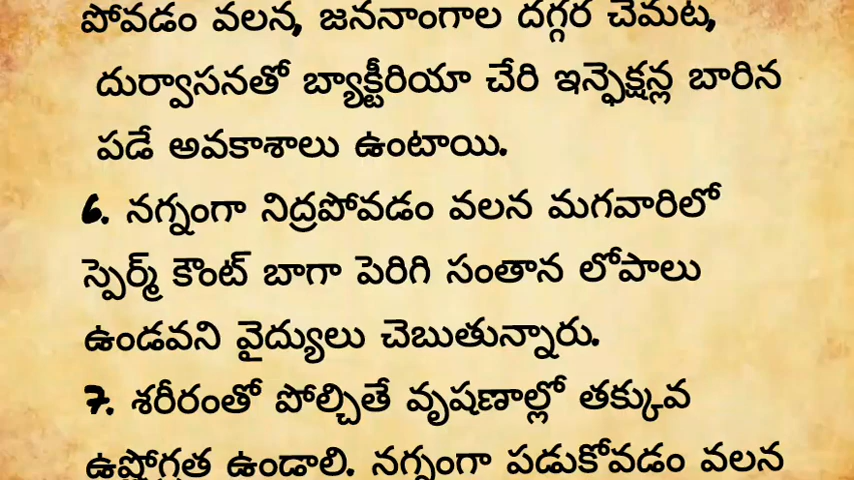 పోవడం వలన, జననాంగాల దగ్గర చెమట,
దుర్వాసనతో బ్యాక్టీరియా చేరి ఇన్ఫెక్షన్ల బారిన
పడే అవకాశాలు ఉంటాయి.
6. నగ్నంగా నిద్రపోవడం వలన మగవారిలో
స్పెర్మ్ కౌంట్ బాగా పెరిగి సంతాన లోపాలు
ఉండవని వైద్యులు చెబుతున్నారు.
7. శరీరంతో పోల్చితే వృషణాల్లో తక్కువ
ఉష్ణోగ్రత ఉండాలి. నగ్నంగా పడుకోవడం వలన